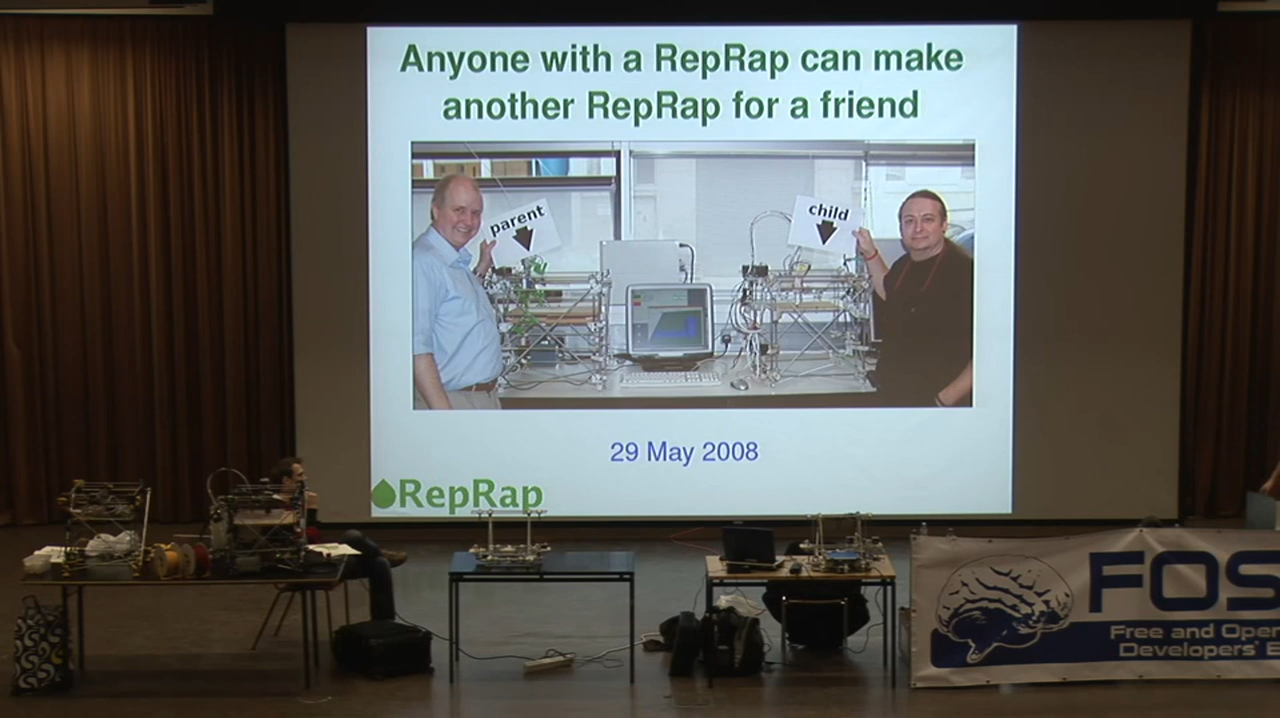 Anyone with a RepRap can make
another RepRap for a friend
parent
child
29 May 2008
RepRap
FOS
Free and Open
Developers' E